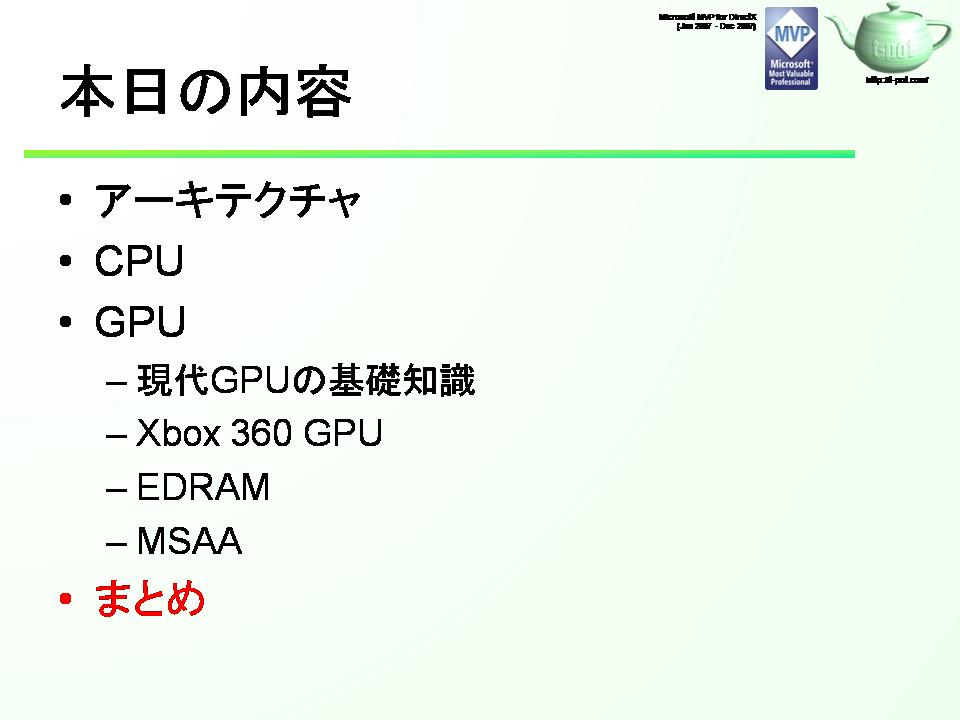 Microsoft MVP for DirectX
(Jan 2007 - Dec 2007)
MVP
Microsoft®
Most Valuable
Professional
t-pot
http://t-pot.com/
本日の内容
• アーキテクチャ
• CPU
• GPU
– 現代GPUの基礎知識
– Xbox 360 GPU
– EDRAM
– MSAA
• まとめ